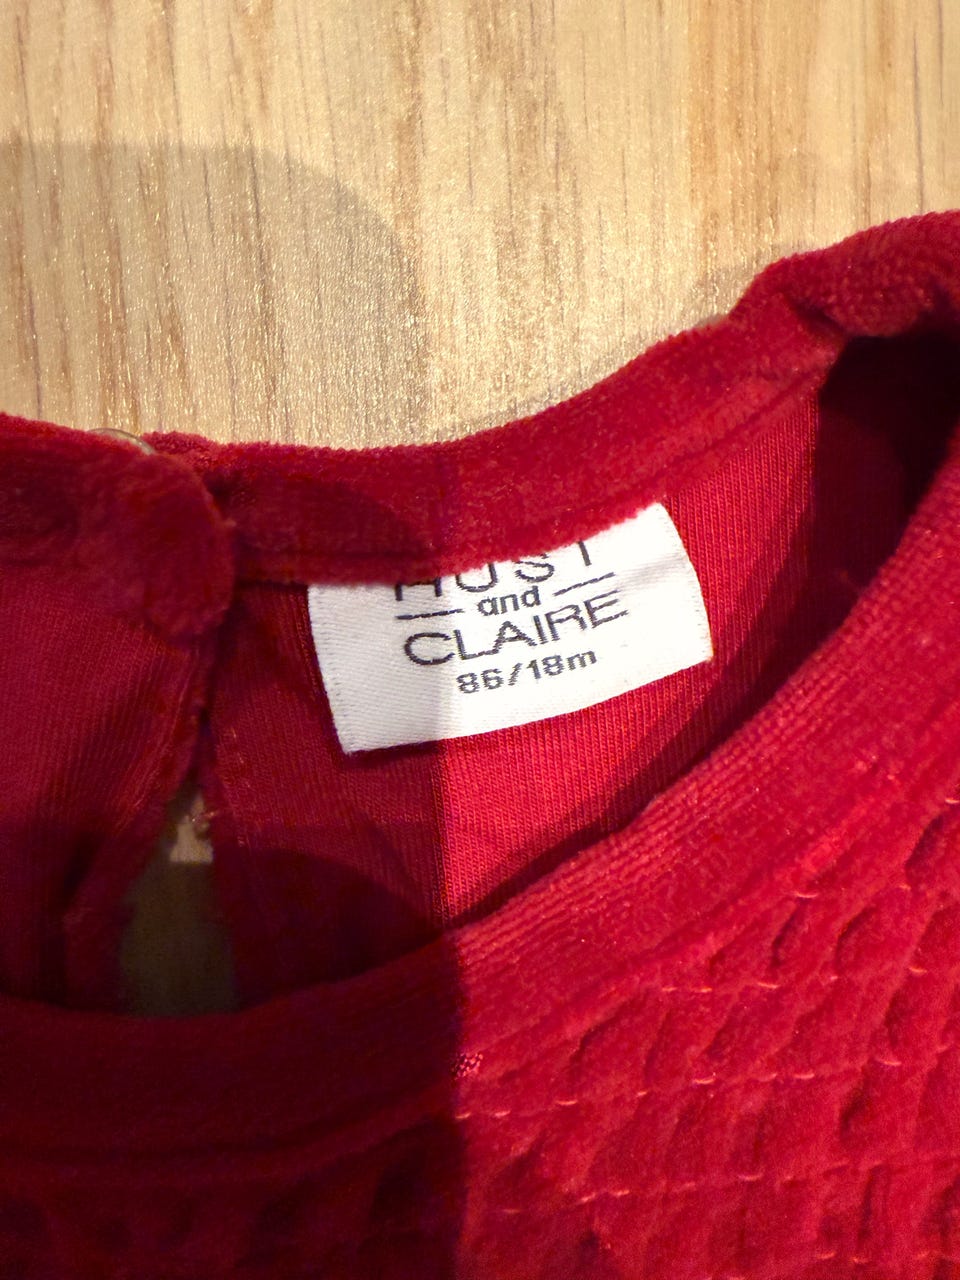 HUST
and
CLAIRE
86/18m